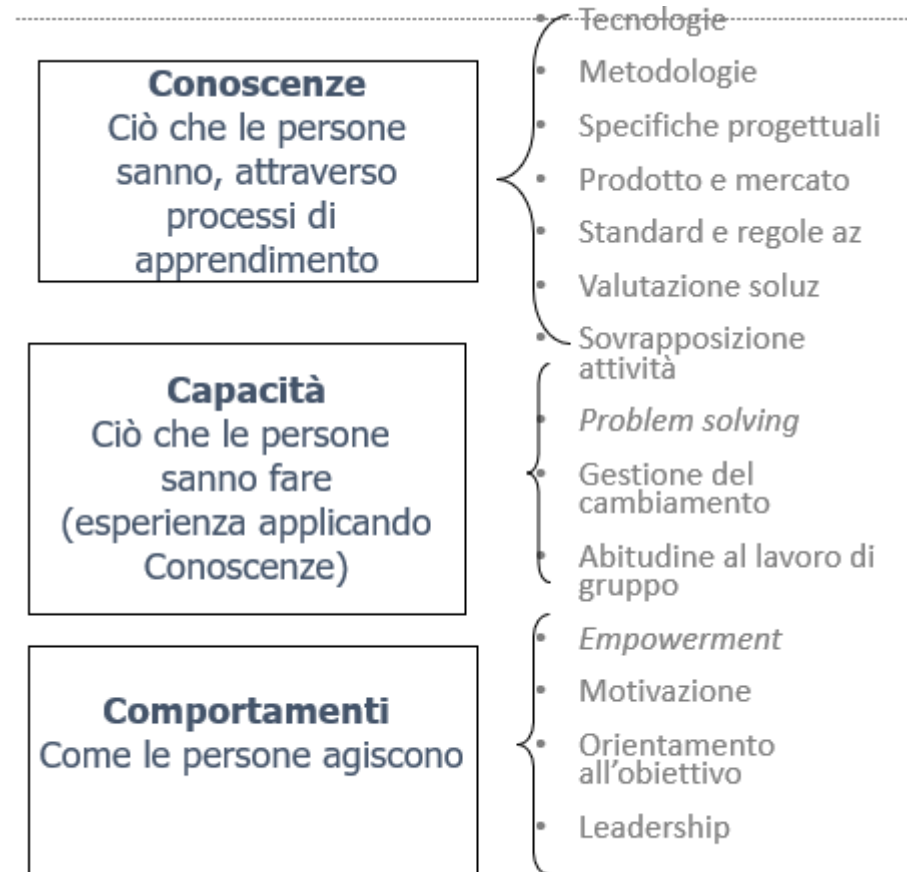 Conoscenze
Ciò che le persone
sanno, attraverso
processi di
apprendimento
Tecnologie
Metodologie
Specifiche progettuali
Prodotto e mercato
Standard e regole az
Valutazione soluz
Sovrapposizione
attività
Capacità
Ciò che le persone
sanno fare
(esperienza applicando
Conoscenze)
Problem solving
Gestione del
cambiamento
Abitudine al lavoro di
gruppo
Comportamenti
Come le persone agiscono
Empowerment
Motivazione
Orientamento
all'obiettivo
Leadership